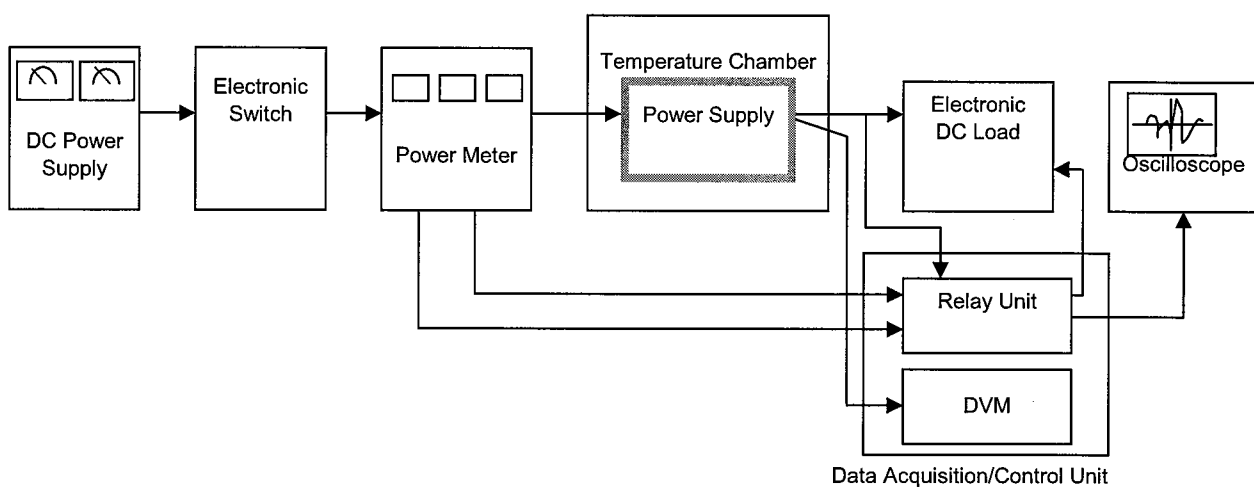 DC Power
Supply
Electronic
Switch
Power Meter
Temperature Chamber
Power Supply
Electronic
DC Load
Oscilloscope
Relay Unit
DVM
Data Acquisition/Control Unit